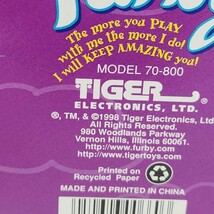 Furby
The more you PLAY
with me the more I do!
I will KEEP AMAZING you!
MODEL 70-800
TIGER
ELECTRONICS, LTD.
®, TM, & ©1998 Tiger Electronics, Ltd.
All Rights Reserved.
980 Woodlands Parkway
Vernon Hills, Illinois 60061.
http://www.furby.com
http://www.tigertoys.com
Printed on
Recycled Paper
MADE AND PRINTED IN CHINA